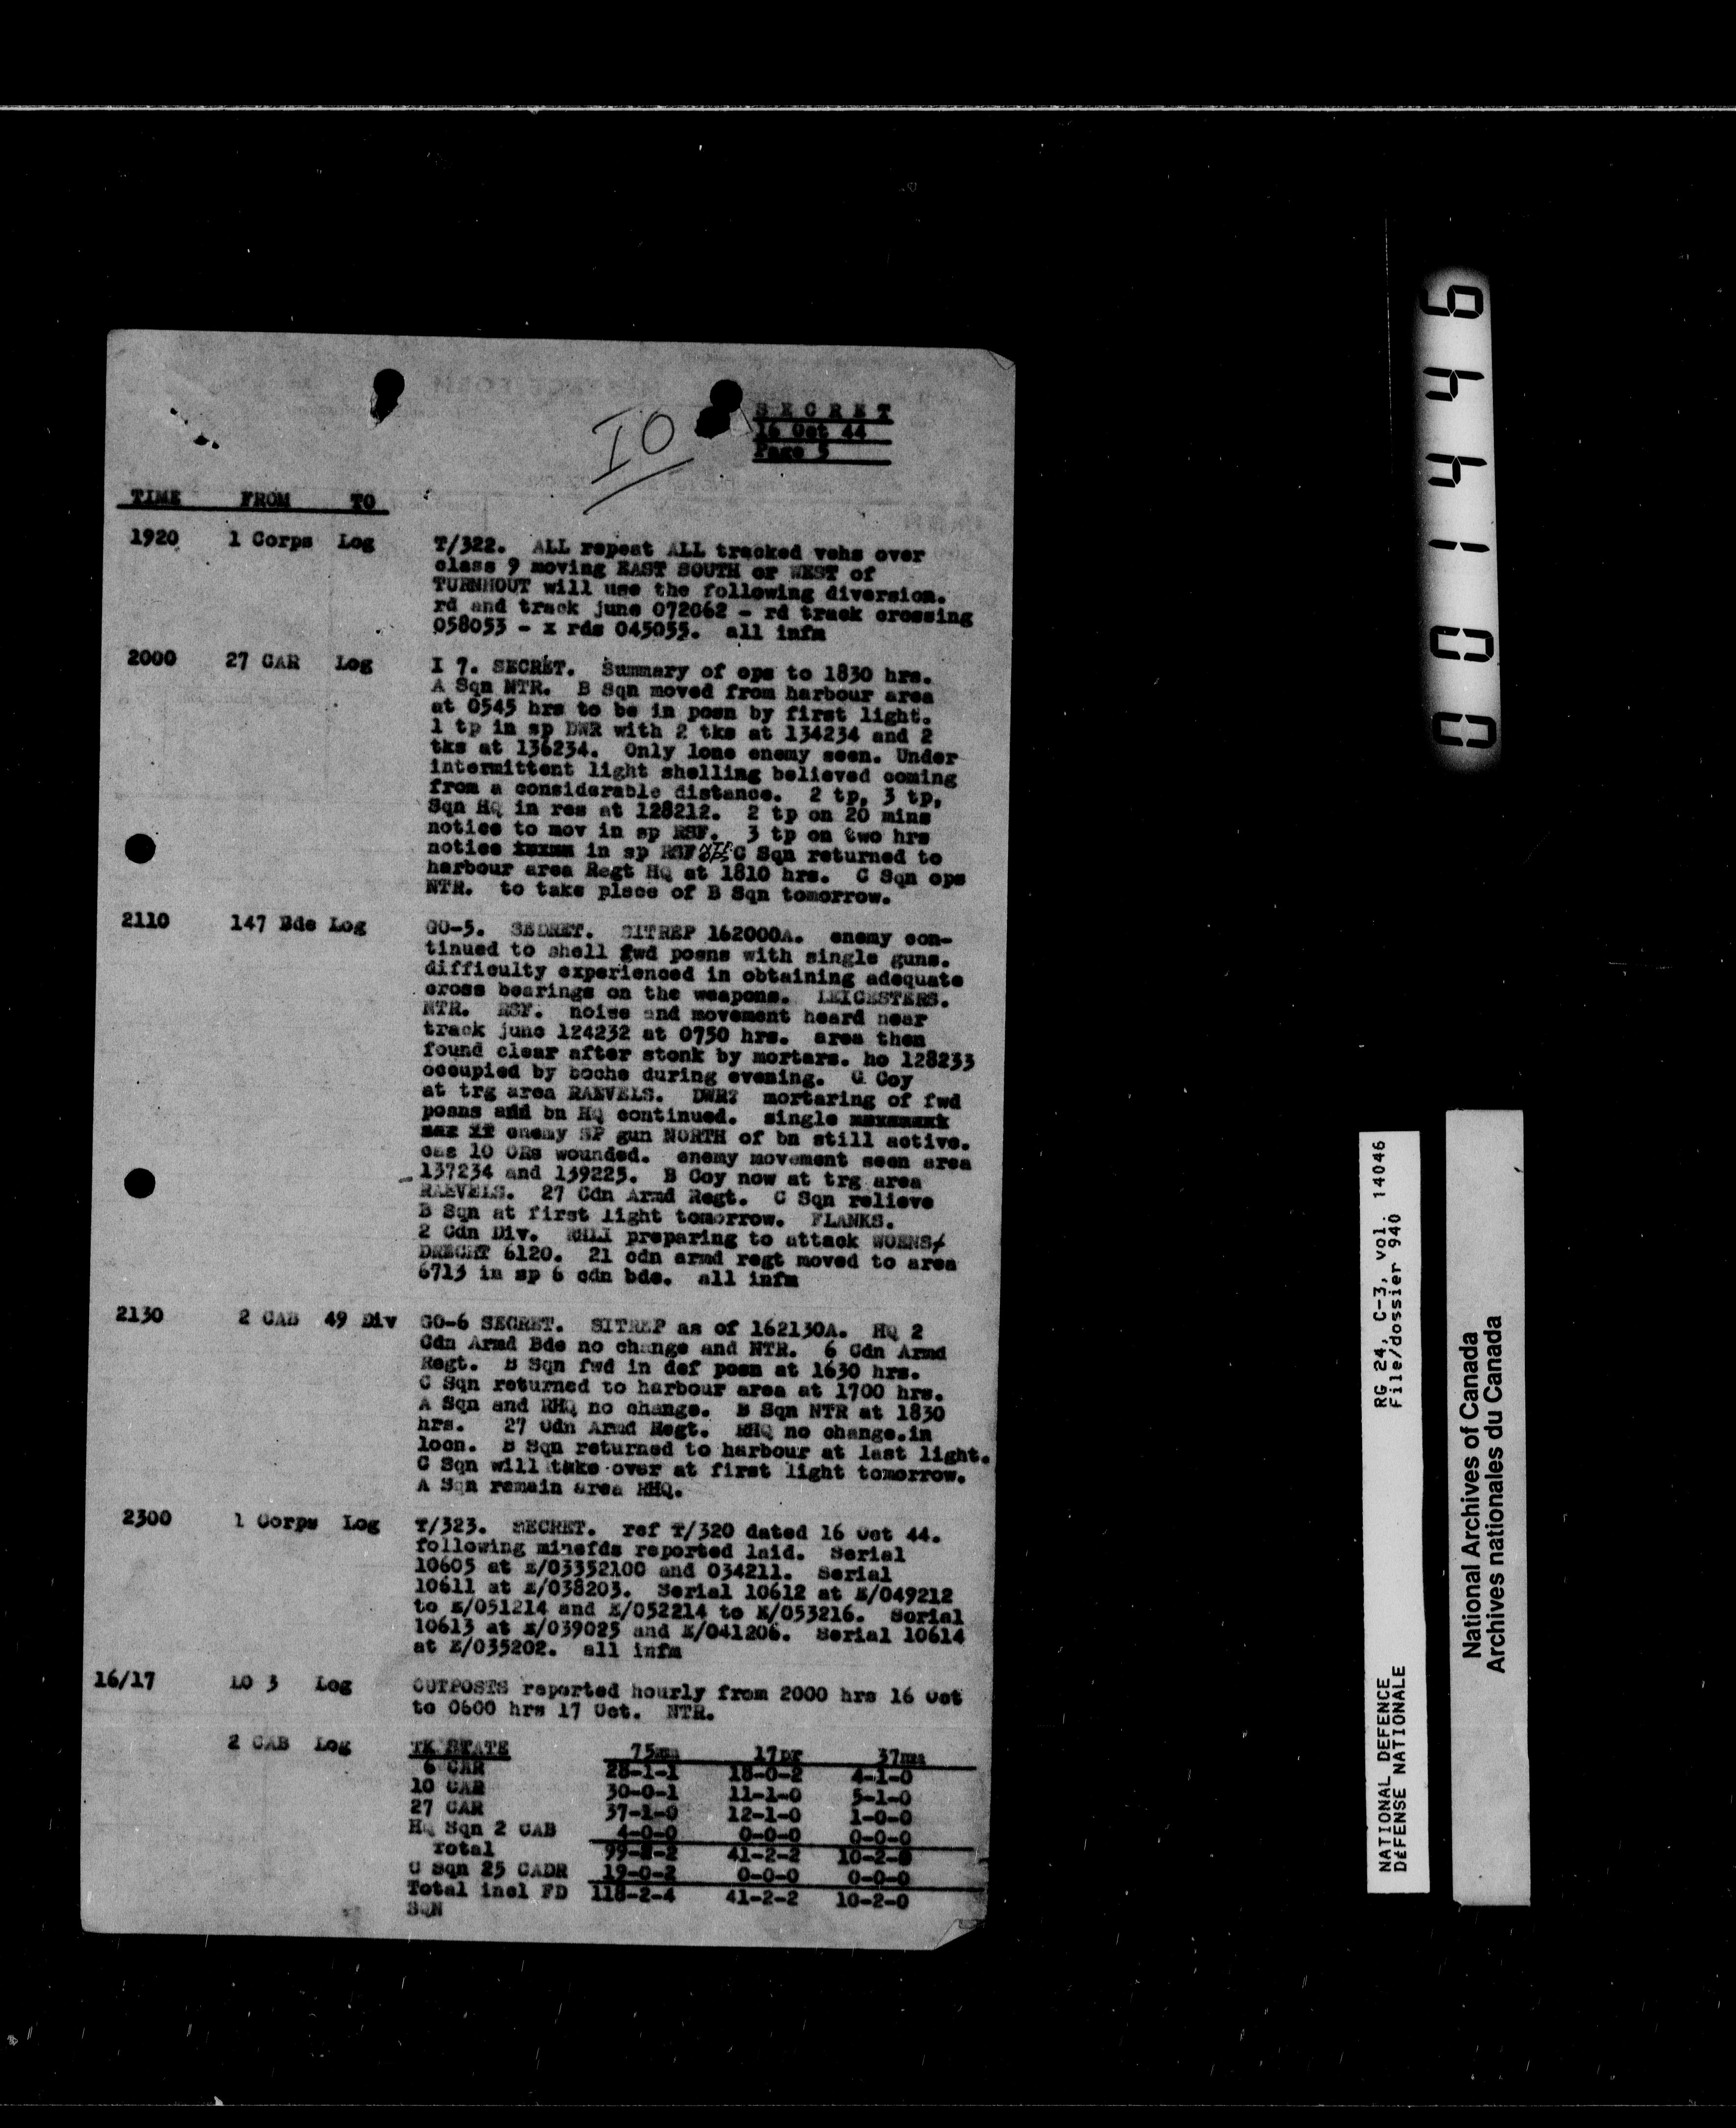 I0
SECRET
16 Oct 44
Page 5
TIME FROM TO
1920 1 Corps Log T/322. ALL repeat ALL tracked vehs over
class 9 moving EAST SOUTH or WEST of
TURNHOUT will use the following diversion.
rd and track junc 072062 - rd track crossing
058053 - x rds 045055. all infm
2000 27 CAR Log I 7. SECRET. Summary of ops to 1830 hrs.
A Sqn NTR. B Sqn moved from harbour area
at 0545 hrs to be in posn by first light.
1 tp in sp DWR with 2 tks at 134234 and 2
tks at 136234. Only lone enemy seen. Under
intermittent light shelling believed coming
from a considerable distance. 2 tp, 3 tp,
Sqn HQ in res at 128212. 2 tp on 20 mins
notice to mov in sp RSF. 3 tp on two hrs
notice in sp RSF C Sqn returned to
harbour area Regt HQ at 1810 hrs. C Sqn ops
NTR. to take place of B Sqn tomorrow.
2110 147 Bde Log GO-5. SECRET. SITREP 162000A. enemy con-
tinued to shell fwd posns with single guns.
difficulty experienced in obtaining adequate
cross bearings on the weapons. LEICESTERS.
NTR. RSF. noise and movement heard near
track junc 124232 at 0750 hrs. area then
found clear after stonk by mortars. ho 128233
occupied by boche during evening. C Coy
at trg area RAEVELS. DWR: mortaring of fwd
posns and bn HQ continued. single
enemy SP gun NORTH of bn still active.
cas 10 ORs wounded. enemy movement seen area
137234 and 139225. B Coy now at trg area
RAEVELS. 27 Cdn Armd Regt. C Sqn relieve
B Sqn at first light tomorrow. FLANKS.
2 Cdn Div. RHLI preparing to attack WOENS/
DRECHT 6120. 21 cdn armd regt moved to area
6713 in sp 6 cdn bde. all infm
2130 2 CAB 49 Div GO-6 SECRET. SITREP as of 162130A. HQ 2
Cdn Armd Bde no change and NTR. 6 Cdn Armd
Regt. B Sqn fwd in def posn at 1630 hrs.
C Sqn returned to harbour area at 1700 hrs.
A Sqn and RHQ no change. B Sqn NTR at 1830
hrs. 27 Cdn Armd Regt. RHQ no change.in
locn. B Sqn returned to harbour at last light.
C Sqn will take over at first light tomorrow.
A Sqn remain area RHQ.
2300 1 Corps Log T/323. SECRET. ref T/320 dated 16 Oct 44.
following minefds reported laid. Serial
10605 at E/03352100 and 034211. Serial
10611 at E/038203. Serial 10612 at E/049212
to E/051214 and E/052214 to E/053216. Serial
10613 at E/039025 and E/041206. Serial 10614
at E/035202. all infm
16/17 LO 3 Log OUTPOSTS reported hourly from 2000 hrs 16 Oct
to 0600 hrs 17 Oct. NTR.
2 CAB Log TK STATE 75mm 17pr 37mm
6 CAR 28-1-1 18-0-2 4-1-0
10 CAR 30-0-1 11-1-0 5-1-0
27 CAR 37-1-0 12-1-0 1-0-0
HQ Sqn 2 CAB 4-0-0 0-0-0 0-0-0
Total 99-2-2 41-2-2 10-2-0
C Sqn 25 CADR 19-0-2 0-0-0 0-0-0
Total incl FD 118-2-4 41-2-2 10-2-0
SQN
001446
NATIONAL DEFENCE RG 24, C-3, vol. 14046
DÉFENSE NATIONALE File/dossier 940
National Archives of Canada
Archives nationales du Canada